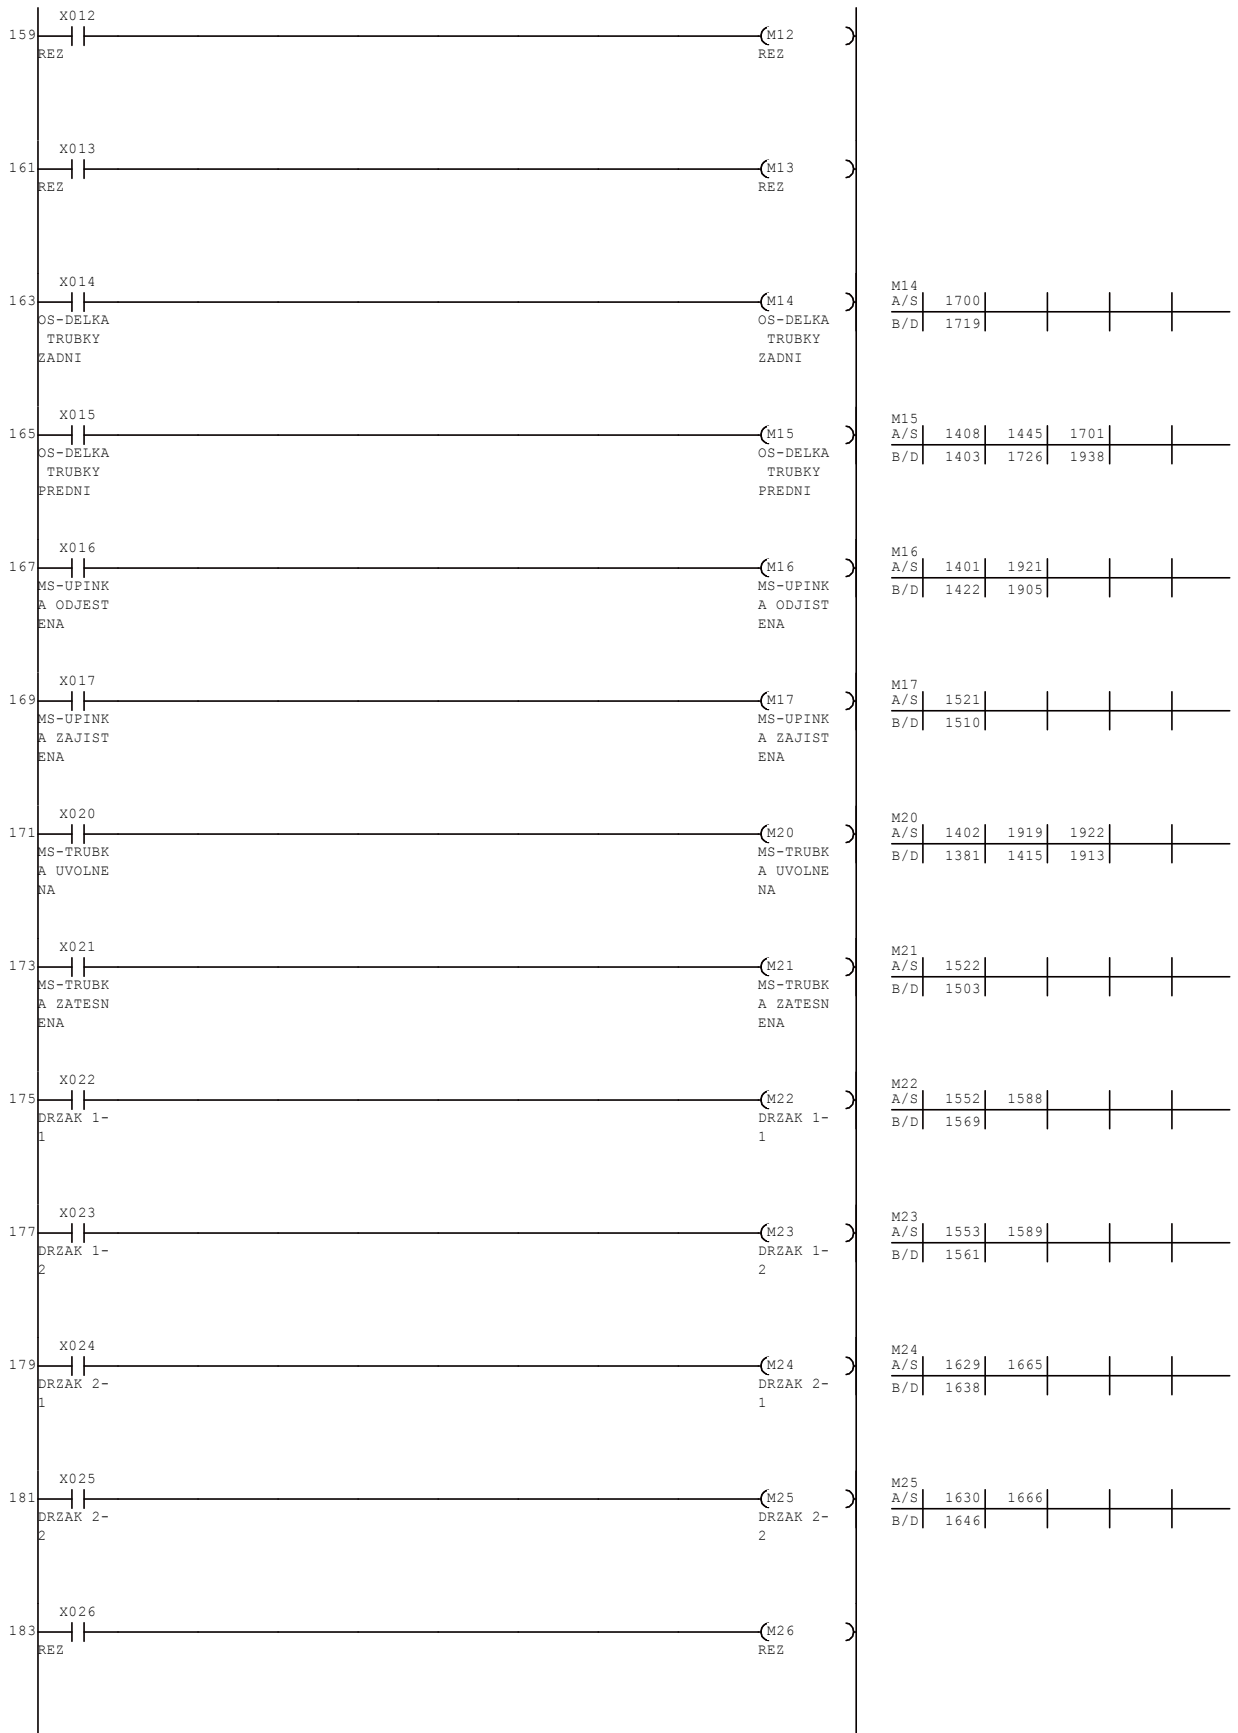 X012
159 M12
REZ REZ
X013
161 M13
REZ REZ
X014 M14
163 M14 A/S 1700
OS-DELKA OS-DELKA B/D 1719
TRUBKY TRUBKY
ZADNI ZADNI
X015 M15
165 M15 A/S 1408 1445 1701
OS-DELKA OS-DELKA B/D 1403 1726 1938
TRUBKY TRUBKY
PREDNI PREDNI
X016 M16
167 M16 A/S 1401 1921
MS-UPINK MS-UPINK B/D 1422 1905
A ODJEST A ODJIST
ENA ENA
X017 M17
169 M17 A/S 1521
MS-UPINK MS-UPINK B/D 1510
A ZAJIST A ZAJIST
ENA ENA
X020 M20
171 M20 A/S 1402 1919 1922
MS-TRUBK MS-TRUBK B/D 1381 1415 1913
A UVOLNE A UVOLNE
NA NA
X021 M21
173 M21 A/S 1522
MS-TRUBK MS-TRUBK B/D 1503
A ZATESN A ZATESN
ENA ENA
X022 M22
175 M22 A/S 1552 1588
DRZAK 1- DRZAK 1- B/D 1569
1 1
X023 M23
177 M23 A/S 1553 1589
DRZAK 1- DRZAK 1- B/D 1561
2 2
X024 M24
179 M24 A/S 1629 1665
DRZAK 2- DRZAK 2- B/D 1638
1 1
X025 M25
181 M25 A/S 1630 1666
DRZAK 2- DRZAK 2- B/D 1646
2 2
X026
183 M26
REZ REZ